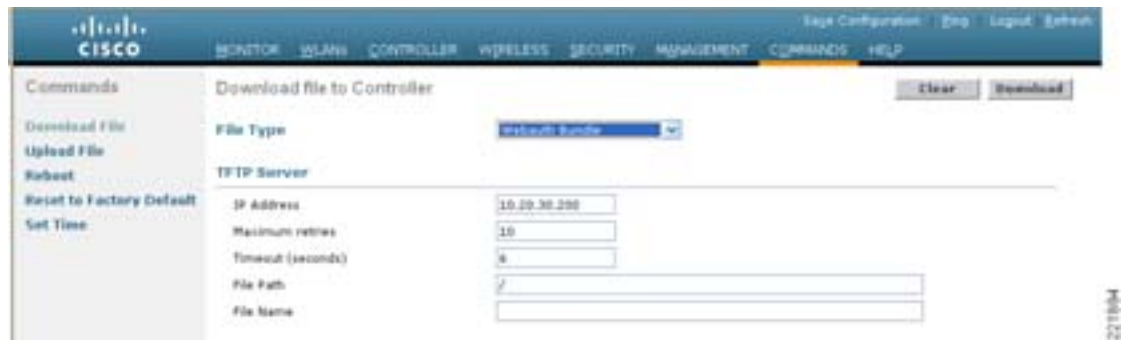 Save Configuration Ping Logout Refresh
CISCO
MONITOR WLANs CONTROLLER WIRELESS SECURITY MANAGEMENT COMMANDS HELP
Commands
Download File
Upload File
Reboot
Reset to Factory Default
Set Time
Download file to Controller
Clear
Download
File Type
Webauth Bundle
TFTP Server
IP Address
10.20.30.200
Maximum retries
10
Timeout (seconds)
6
File Path
/
File Name
221894